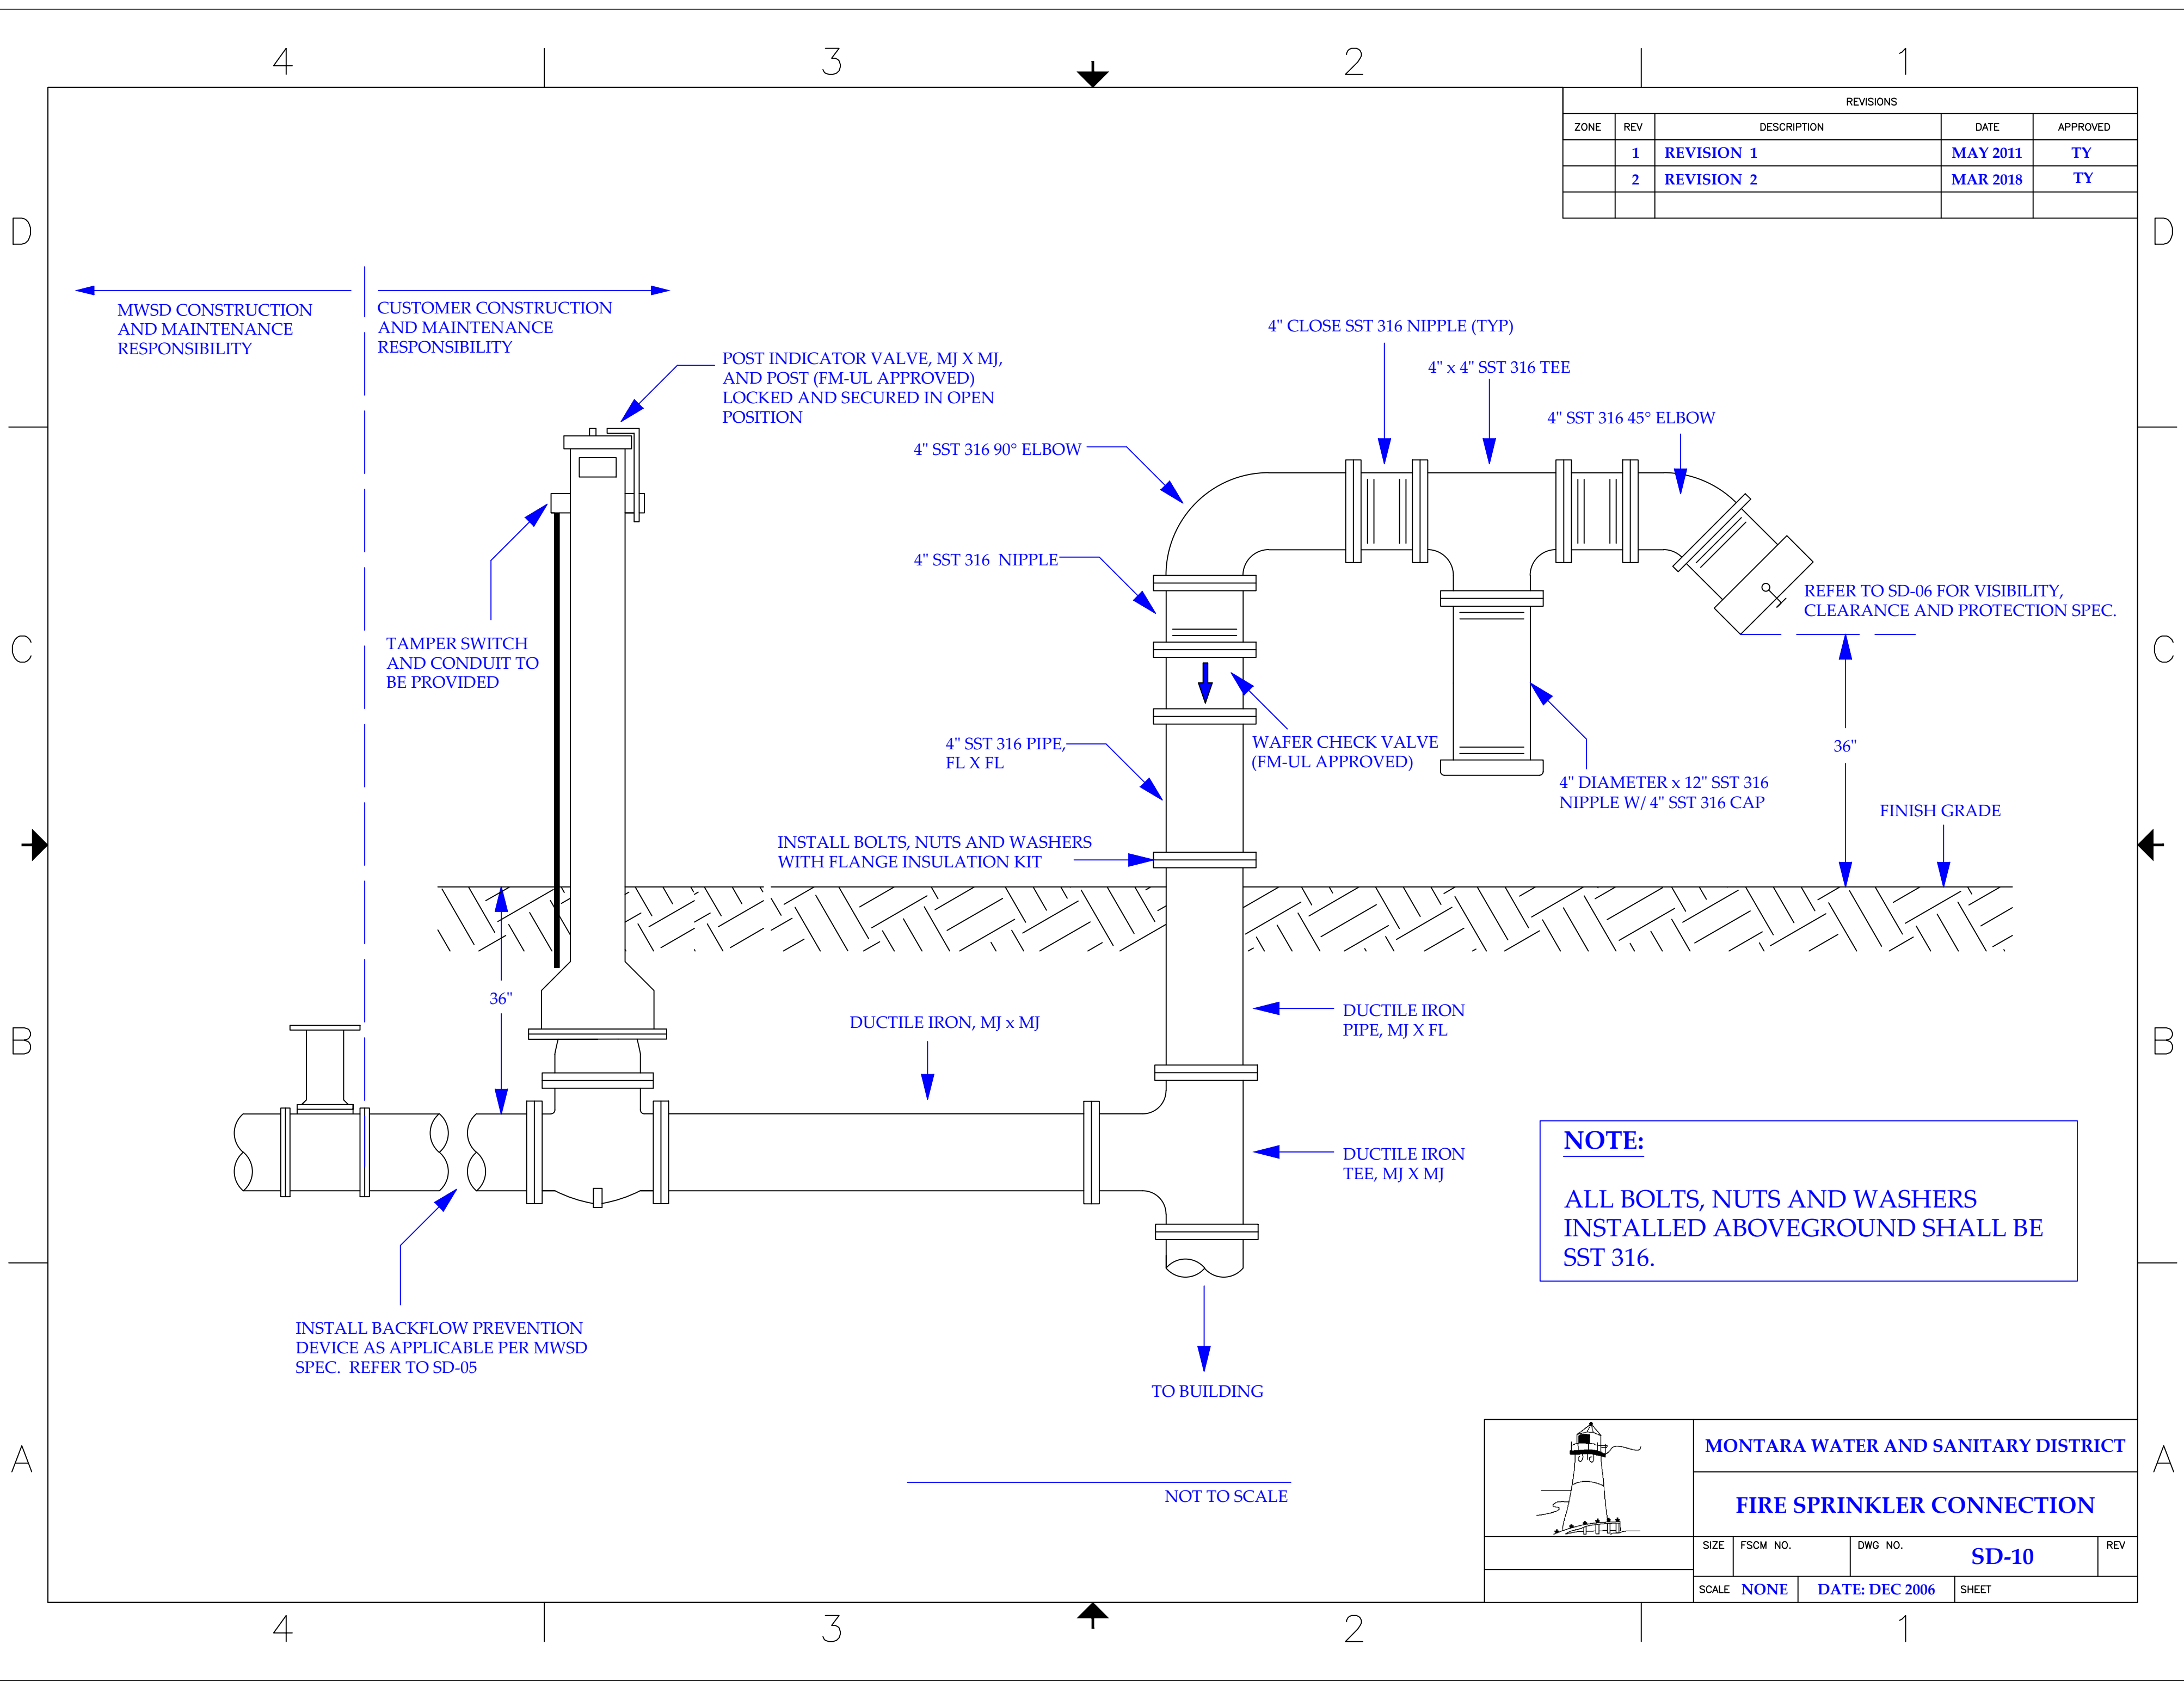 4
3
2
1
REVISIONS
ZONE REV DESCRIPTION DATE APPROVED
1 REVISION 1 MAY 2011 TY
2 REVISION 2 MAR 2018 TY
D
D
MWSD CONSTRUCTION
AND MAINTENANCE
RESPONSIBILITY
CUSTOMER CONSTRUCTION
AND MAINTENANCE
RESPONSIBILITY
POST INDICATOR VALVE, MJ X MJ,
AND POST (FM-UL APPROVED)
LOCKED AND SECURED IN OPEN
POSITION
4" CLOSE SST 316 NIPPLE (TYP)
4" x 4" SST 316 TEE
4" SST 316 45° ELBOW
4" SST 316 90° ELBOW
4" SST 316 NIPPLE
REFER TO SD-06 FOR VISIBILITY,
CLEARANCE AND PROTECTION SPEC.
C
C
TAMPER SWITCH
AND CONDUIT TO
BE PROVIDED
4" SST 316 PIPE,
FL X FL
WAFER CHECK VALVE
(FM-UL APPROVED)
36"
4" DIAMETER x 12" SST 316
NIPPLE W/ 4" SST 316 CAP
FINISH GRADE
INSTALL BOLTS, NUTS AND WASHERS
WITH FLANGE INSULATION KIT
36"
DUCTILE IRON, MJ x MJ
DUCTILE IRON
PIPE, MJ X FL
B
B
DUCTILE IRON
TEE, MJ X MJ
NOTE:
ALL BOLTS, NUTS AND WASHERS
INSTALLED ABOVEGROUND SHALL BE
SST 316.
INSTALL BACKFLOW PREVENTION
DEVICE AS APPLICABLE PER MWSD
SPEC. REFER TO SD-05
TO BUILDING
A
A
NOT TO SCALE
MONTARA WATER AND SANITARY DISTRICT
FIRE SPRINKLER CONNECTION
SIZE FSCM NO. DWG NO. SD-10 REV
SCALE NONE DATE: DEC 2006 SHEET
4
3
2
1